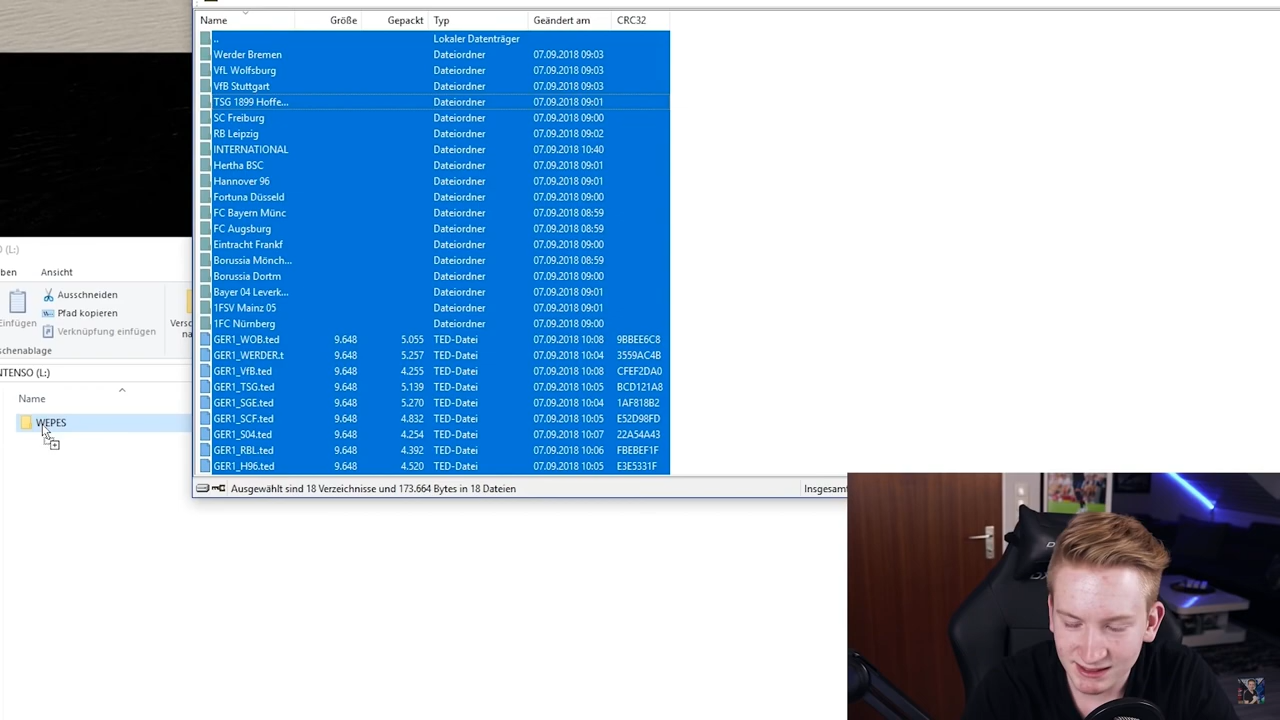 Name Größe Gepackt Typ Geändert am CRC32
.. Lokaler Datenträger
Werder Bremen Dateiordner 07.09.2018 09:03
VfL Wolfsburg Dateiordner 07.09.2018 09:03
VfB Stuttgart Dateiordner 07.09.2018 09:03
TSG 1899 Hoffe... Dateiordner 07.09.2018 09:01
SC Freiburg Dateiordner 07.09.2018 09:00
RB Leipzig Dateiordner 07.09.2018 09:02
INTERNATIONAL Dateiordner 07.09.2018 10:40
Hertha BSC Dateiordner 07.09.2018 09:01
Hannover 96 Dateiordner 07.09.2018 09:01
Fortuna Düsseld Dateiordner 07.09.2018 09:00
FC Bayern Münc Dateiordner 07.09.2018 08:59
FC Augsburg Dateiordner 07.09.2018 08:59
Eintracht Frankf Dateiordner 07.09.2018 09:00
Borussia Mönch... Dateiordner 07.09.2018 08:59
Borussia Dortm Dateiordner 07.09.2018 09:00
Bayer 04 Leverk... Dateiordner 07.09.2018 09:01
1FSV Mainz 05 Dateiordner 07.09.2018 09:01
1FC Nürnberg Dateiordner 07.09.2018 09:00
GER1_WOB.ted 9.648 5.055 TED-Datei 07.09.2018 10:08 9BBEE6C8
GER1_WERDER.t 9.648 5.257 TED-Datei 07.09.2018 10:04 3559AC4B
GER1_VfB.ted 9.648 4.255 TED-Datei 07.09.2018 10:08 CFEF2DA0
GER1_TSG.ted 9.648 5.139 TED-Datei 07.09.2018 10:05 BCD121A8
GER1_SGE.ted 9.648 5.270 TED-Datei 07.09.2018 10:04 1AF818B2
GER1_SCF.ted 9.648 4.832 TED-Datei 07.09.2018 10:05 E52D98FD
GER1_S04.ted 9.648 4.254 TED-Datei 07.09.2018 10:07 22A54A43
GER1_RBL.ted 9.648 4.392 TED-Datei 07.09.2018 10:06 FBEBEF1F
GER1_H96.ted 9.648 4.520 TED-Datei 07.09.2018 10:05 E3E5331F
Ausgewählt sind 18 Verzeichnisse und 173.664 Bytes in 18 Dateien Insgesamt
O (L:)
ben Ansicht
Ausschneiden
Pfad kopieren
Verknüpfung einfügen
Einfügen
Versc
na
schenablage
NTENSO (L:)
Name
WEPES